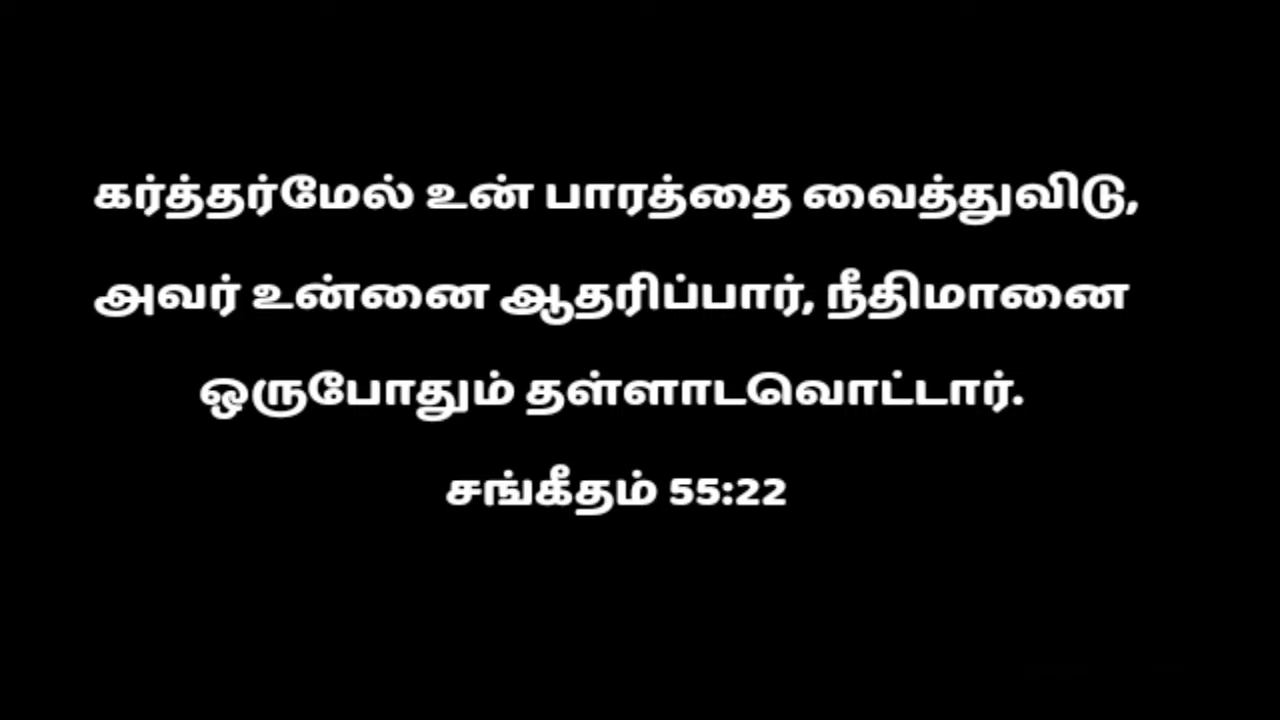 கர்த்தர்மேல் உன் பாரத்தை வைத்துவிடு,
அவர் உன்னை ஆதரிப்பார், நீதிமானை
ஒருபோதும் தள்ளாடவொட்டார்.
சங்கீதம் 55:22